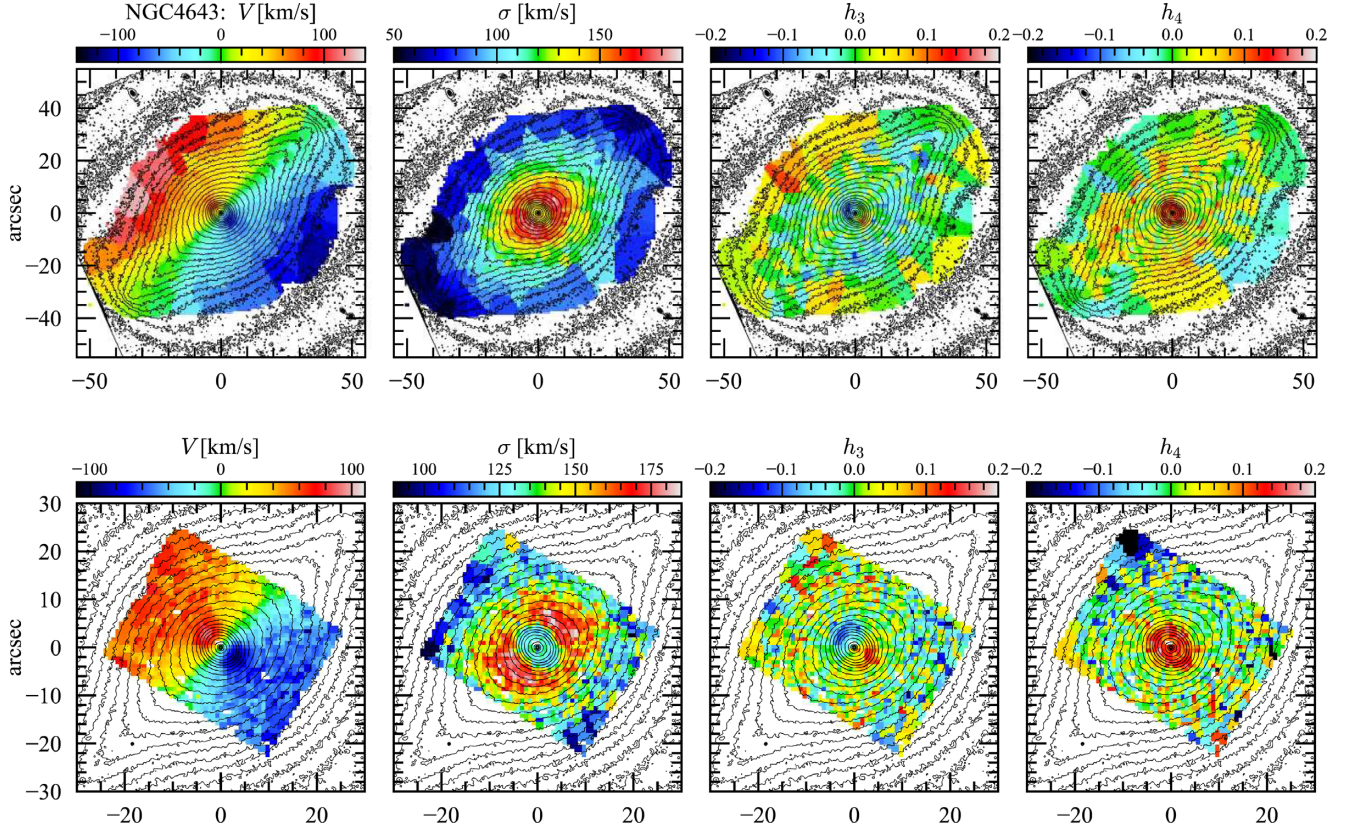 NGC4643: V [km/s]
σ [km/s]
h₃
h₄
−100 0 100
50 100 150
−0.2 −0.1 0.0 0.1 0.2
−0.2 −0.1 0.0 0.1 0.2
40
20
0
−20
−40
arcsec
−50 0 50
−50 0 50
−50 0 50
−50 0 50
V [km/s]
σ [km/s]
h₃
h₄
−100 0 100
100 125 150 175
−0.2 −0.1 0.0 0.1 0.2
−0.2 −0.1 0.0 0.1 0.2
30
20
10
0
−10
−20
−30
arcsec
−20 0 20
−20 0 20
−20 0 20
−20 0 20